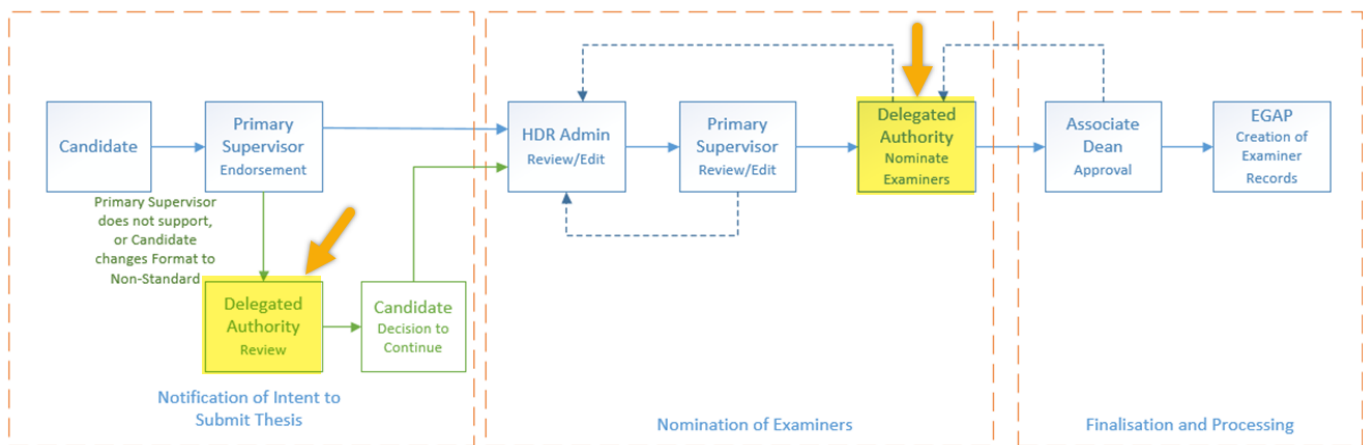 Candidate
Primary
Supervisor
Endorsement
Primary Supervisor
does not support,
or Candidate
changes Format to
Non-Standard
Delegated
Authority
Review
Candidate
Decision to
Continue
Notification of Intent to
Submit Thesis
HDR Admin
Review/Edit
Primary
Supervisor
Review/Edit
Delegated
Authority
Nominate
Examiners
Nomination of Examiners
Associate
Dean
Approval
EGAP
Creation of
Examiner
Records
Finalisation and Processing